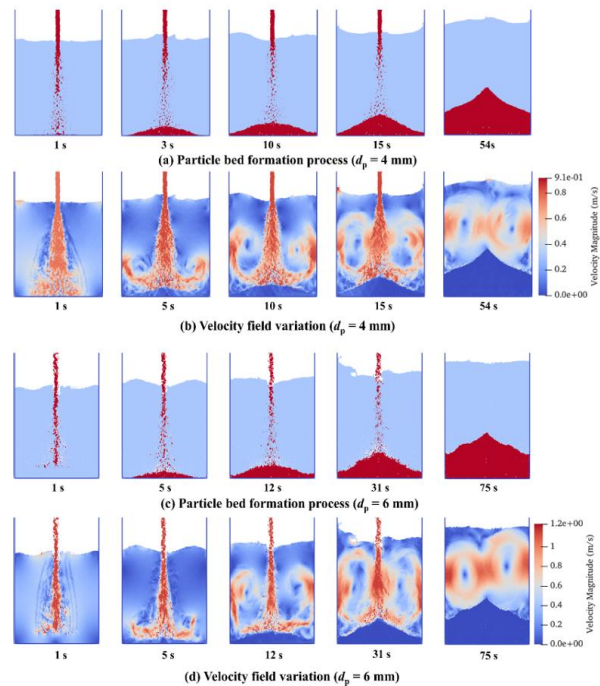 1 s 3 s 10 s 15 s 54s
(a) Particle bed formation process (dp = 4 mm)
9.1e-01
0.8
0.6
0.4
0.2
0.0e+00
Velocity Magnitude (m/s)
1 s 5 s 10 s 15 s 54 s
(b) Velocity field variation (dp = 4 mm)
1 s 5 s 12 s 31 s 75 s
(c) Particle bed formation process (dp = 6 mm)
1.2e+00
1.0
0.8
0.6
0.4
0.2
0.0e+00
Velocity Magnitude (m/s)
1 s 5 s 12 s 31 s 75 s
(d) Velocity field variation (dp = 6 mm)